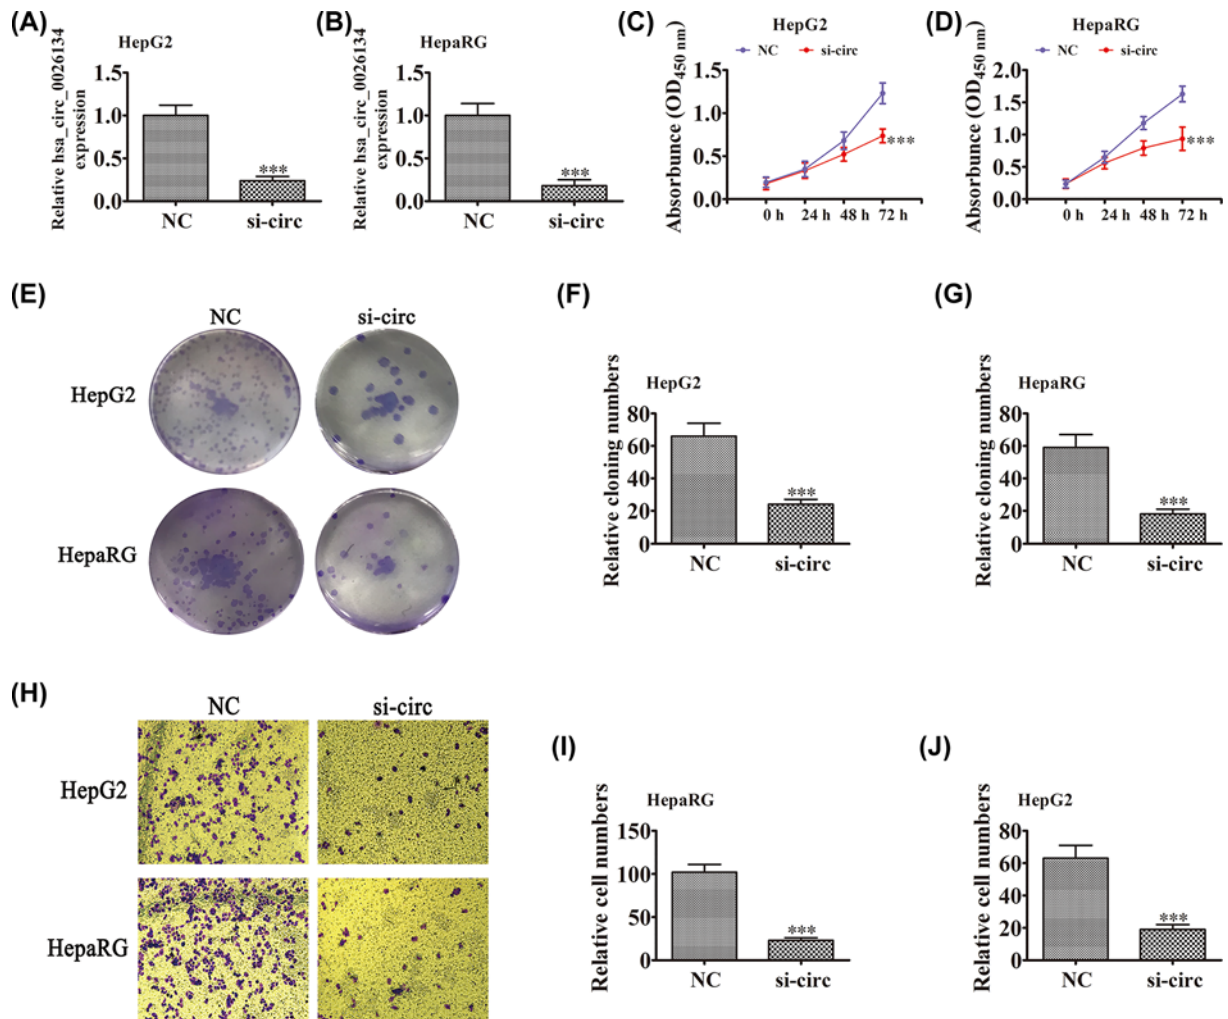 (A)
HepG2
Relative hsa_circ_0026134
expression
1.5
1.0
0.5
0.0
***
NC
si-circ
(B)
HepaRG
Relative hsa_circ_0026134
expression
1.5
1.0
0.5
0.0
***
NC
si-circ
(C)
HepG2
NC
si-circ
Absorbunce (OD450 nm)
1.5
1.0
0.5
0.0
***
0 h
24 h
48 h
72 h
(D)
HepaRG
NC
si-circ
Absorbunce (OD450 nm)
2.0
1.5
1.0
0.5
0.0
***
0 h
24 h
48 h
72 h
(E)
NC
si-circ
HepG2
HepaRG
(F)
HepG2
Relative cloning numbers
80
60
40
20
0
***
NC
si-circ
(G)
HepaRG
Relative cloning numbers
80
60
40
20
0
***
NC
si-circ
(H)
NC
si-circ
HepG2
HepaRG
(I)
HepaRG
Relative cell numbers
150
100
50
0
***
NC
si-circ
(J)
HepG2
Relative cell numbers
80
60
40
20
0
***
NC
si-circ